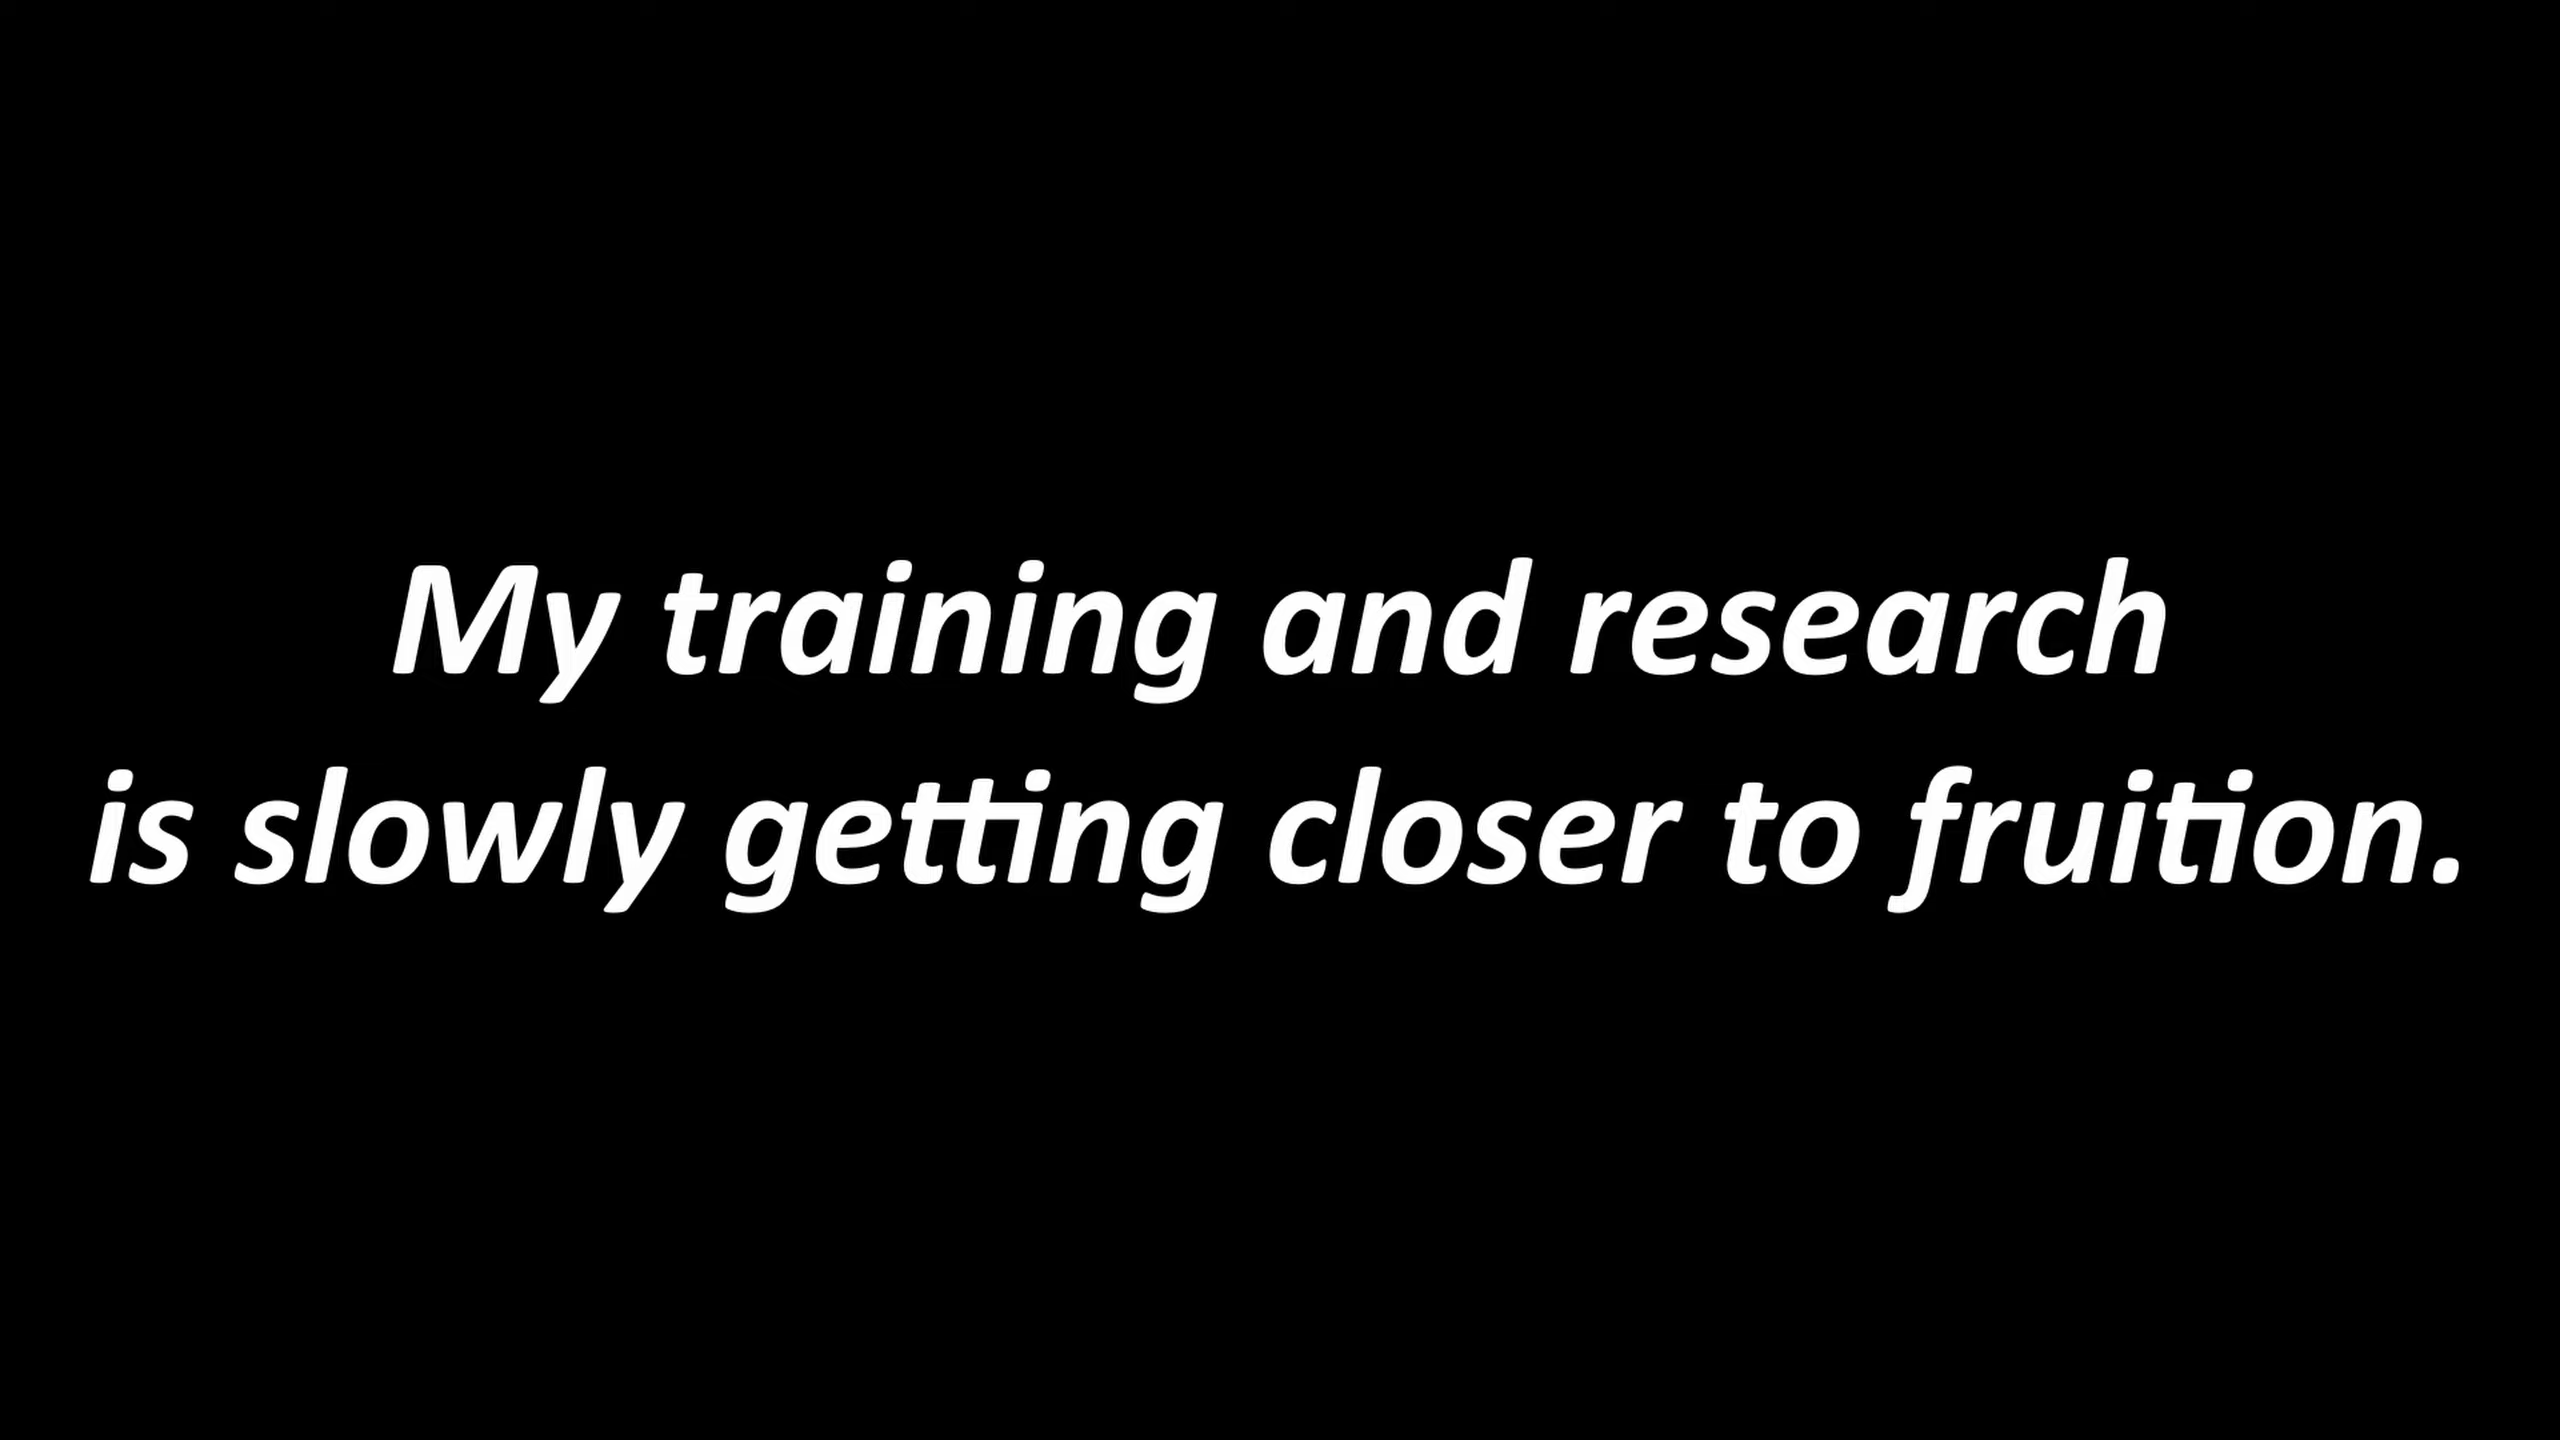 My training and research
is slowly getting closer to fruition.